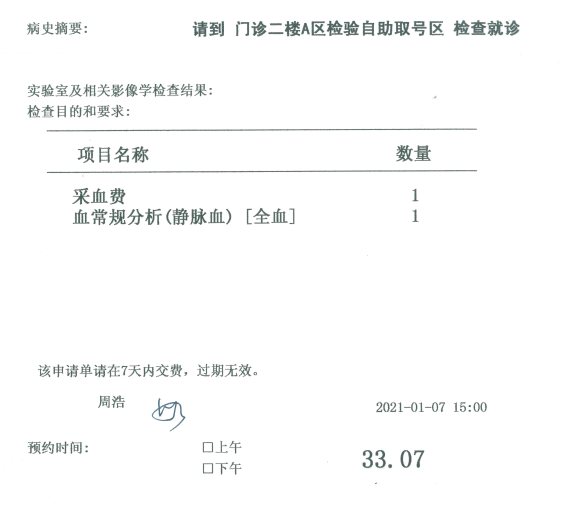 病史摘要: 请到 门诊二楼A区检验自助取号区 检查就诊
实验室及相关影像学检查结果:
检查目的和要求:
项目名称 数量
采血费 1
血常规分析(静脉血) [全血] 1
该申请单请在7天内交费，过期无效。
周浩
2021-01-07 15:00
预约时间: □上午
□下午
33.07